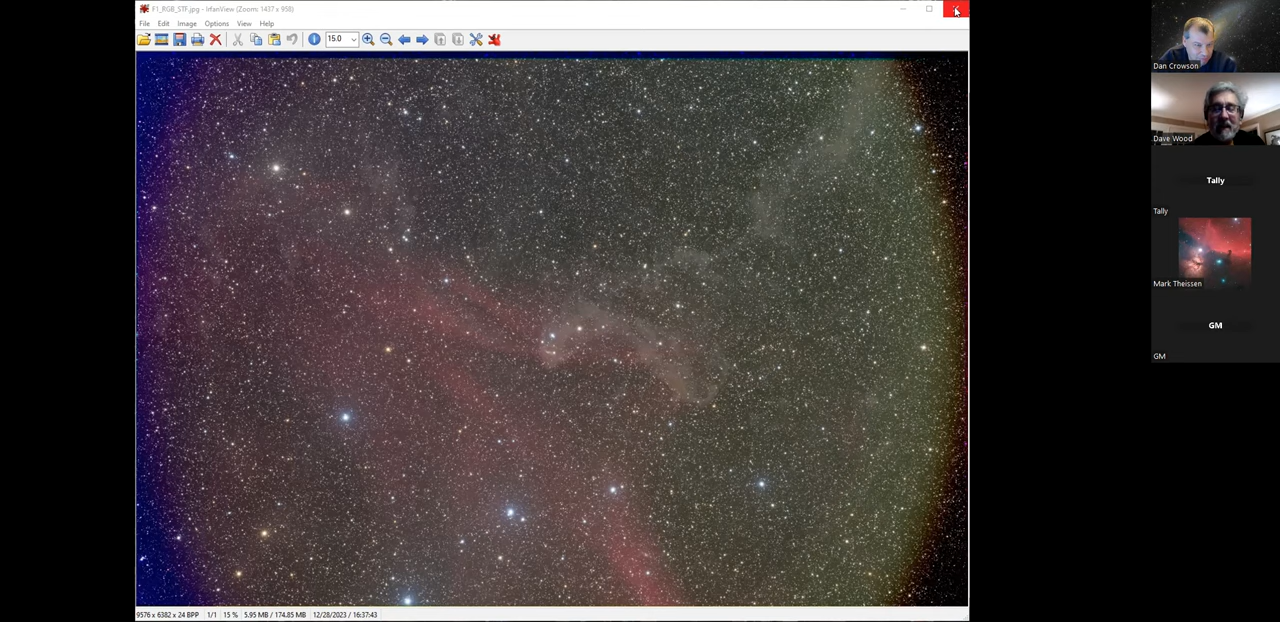 F1_RGB_STF.jpg - IrfanView (Zoom: 1437 x 958)
File Edit Image Options View Help
15.0
9576 x 6382 x 24 BPP 1/1 15 % 5.95 MB / 174.85 MB 12/28/2023 / 16:37:43
Dan Crowson
Dave Wood
Tally
Tally
Mark Theissen
GM
GM